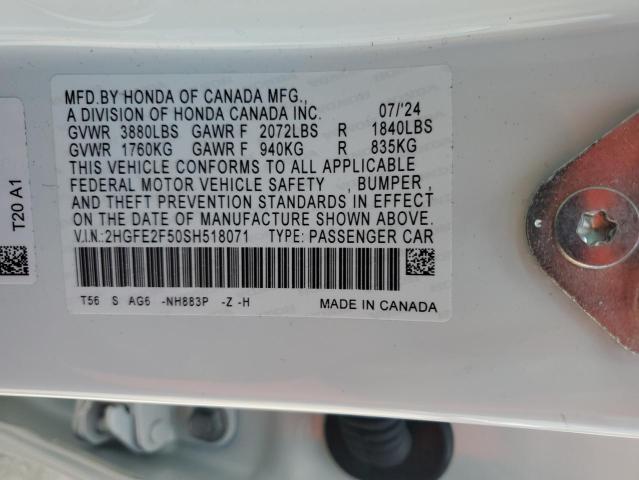 MFD.BY HONDA OF CANADA MFG.,
A DIVISION OF HONDA CANADA INC. 07/'24
GVWR 3880LBS GAWR F 2072LBS R 1840LBS
GVWR 1760KG GAWR F 940KG R 835KG
THIS VEHICLE CONFORMS TO ALL APPLICABLE
FEDERAL MOTOR VEHICLE SAFETY , BUMPER ,
AND THEFT PREVENTION STANDARDS IN EFFECT
ON THE DATE OF MANUFACTURE SHOWN ABOVE.
V.I.N.:2HGFE2F50SH518071 TYPE: PASSENGER CAR
T56 S AG6 -NH883P -Z -H
MADE IN CANADA
T20 A1